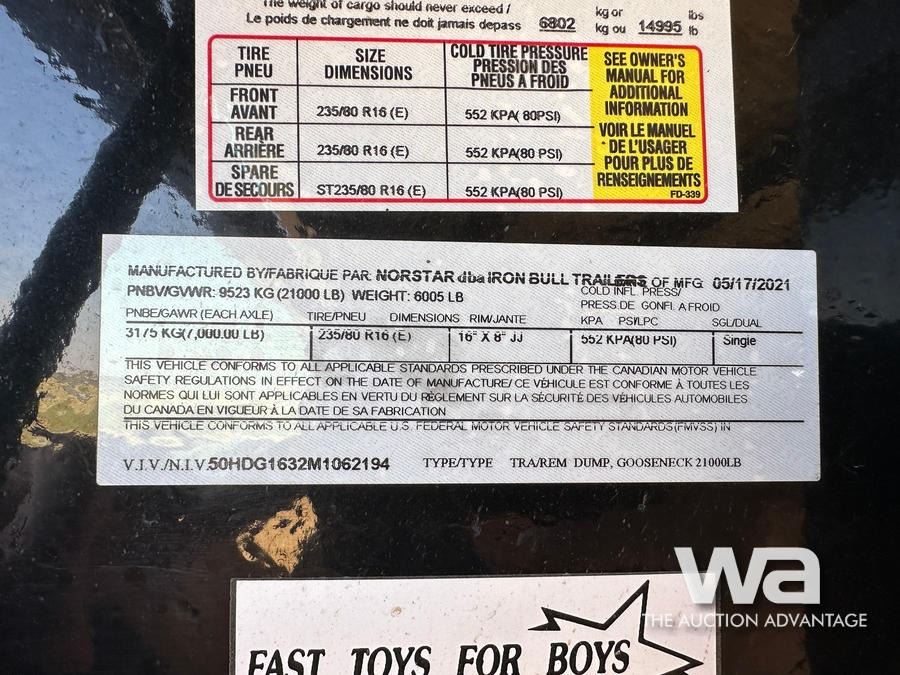 The weight of cargo should never exceed / kg or lbs
Le poids de chargement ne doit jamais depass 6802 kg ou 14995 lb
TIRE PNEU
SIZE DIMENSIONS
COLD TIRE PRESSURE PRESSION DES PNEUS A FROID
FRONT AVANT
235/80 R16 (E)
552 KPA( 80PSI)
REAR ARRIÈRE
235/80 R16 (E)
552 KPA(80 PSI)
SPARE DE SECOURS
ST235/80 R16 (E)
552 KPA(80 PSI)
SEE OWNER'S
MANUAL FOR
ADDITIONAL
INFORMATION
VOIR LE MANUEL
DE L'USAGER
POUR PLUS DE
RENSEIGNEMENTS
FD-339
MANUFACTURED BY/FABRIQUE PAR: NORSTAR dba IRON BULL TRAILERS OF MFG 05/17/2021
PNBV/GVWR: 9523 KG (21000 LB) WEIGHT: 6005 LB
COLD INFL. PRESS/
PRESS DE GONFL A FROID
PNBE/GAWR (EACH AXLE) TIRE/PNEU DIMENSIONS RIM/JANTE KPA PSI/LPC SGL/DUAL
3175 KG(7,000.00 LB) 235/80 R16 (E) 16" X 8" JJ 552 KPA(80 PSI) Single
THIS VEHICLE CONFORMS TO ALL APPLICABLE STANDARDS PRESCRIBED UNDER THE CANADIAN MOTOR VEHICLE
SAFETY REGULATIONS IN EFFECT ON THE DATE OF MANUFACTURE/ CE VÉHICULE EST CONFORME À TOUTES LES
NORMES QUI LUI SONT APPLICABLES EN VERTU DU RÈGLEMENT SUR LA SÉCURITÉ DES VÉHICULES AUTOMOBILES
DU CANADA EN VIGUEUR À LA DATE DE SA FABRICATION
THIS VEHICLE CONFORMS TO ALL APPLICABLE U.S. FEDERAL MOTOR VEHICLE SAFETY STANDARDS (FMVSS) IN
V.I.V./N.I.V.50HDG1632M1062194 TYPE/TYPE TRA/REM DUMP, GOOSENECK 21000LB
wa
THE AUCTION ADVANTAGE
FAST TOYS FOR BOYS